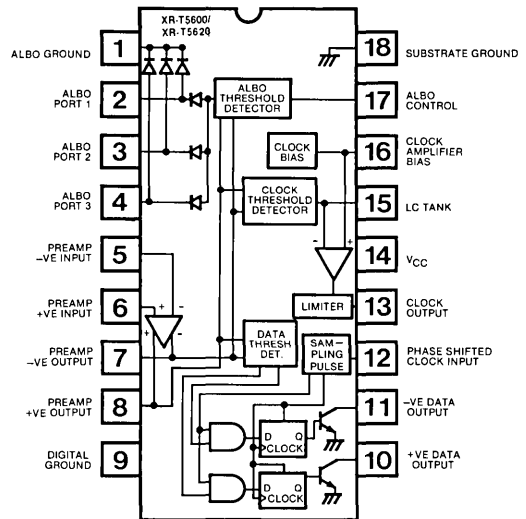 XR-T5600/
XR-T5620
1
ALBO GROUND
2
ALBO
PORT 1
3
ALBO
PORT 2
4
ALBO
PORT 3
5
PREAMP
–VE INPUT
6
PREAMP
+VE INPUT
7
PREAMP
–VE OUTPUT
8
PREAMP
+VE OUTPUT
9
DIGITAL
GROUND
ALBO
THRESHOLD
DETECTOR
CLOCK
BIAS
CLOCK
THRESHOLD
DETECTOR
- +
LIMITER
+ -
+ -
DATA
THRESH
DET.
SAM-
PLING
PULSE
D Q
CLOCK
D Q
CLOCK
18
SUBSTRATE GROUND
17
ALBO
CONTROL
16
CLOCK
AMPLIFIER
BIAS
15
LC TANK
14
VCC
13
CLOCK
OUTPUT
12
PHASE SHIFTED
CLOCK INPUT
11
–VE DATA
OUTPUT
10
+VE DATA
OUTPUT